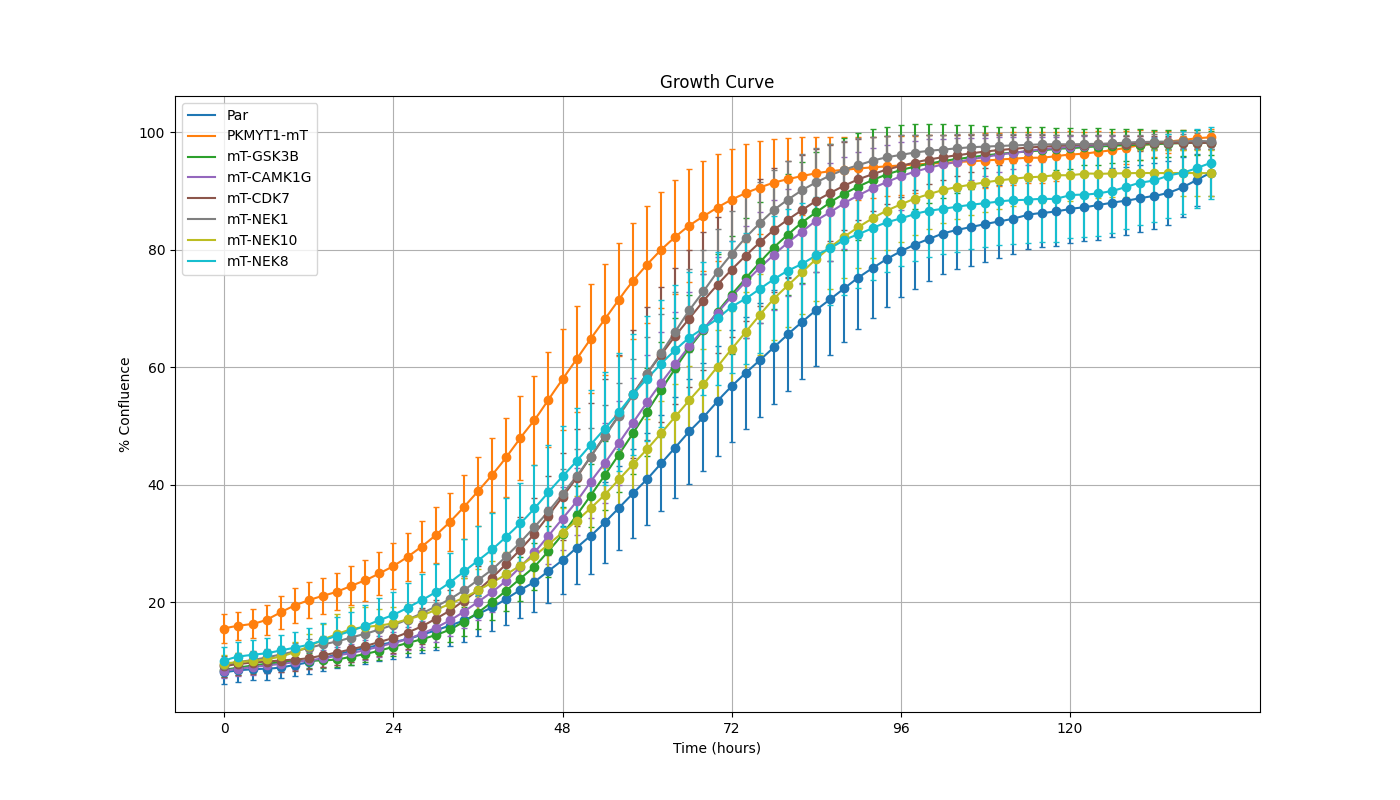 Growth Curve
Par
PKMYT1-mT
mT-GSK3B
mT-CAMK1G
mT-CDK7
mT-NEK1
mT-NEK10
mT-NEK8
100
80
60
40
20
% Confluence
0 24 48 72 96 120
Time (hours)